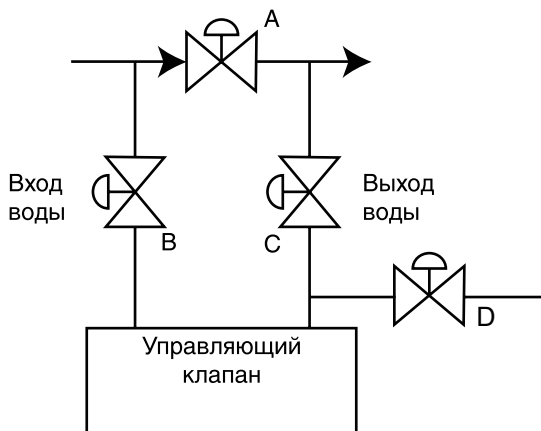 A
Вход
воды
B
C
Выход
воды
D
Управляющий
клапан